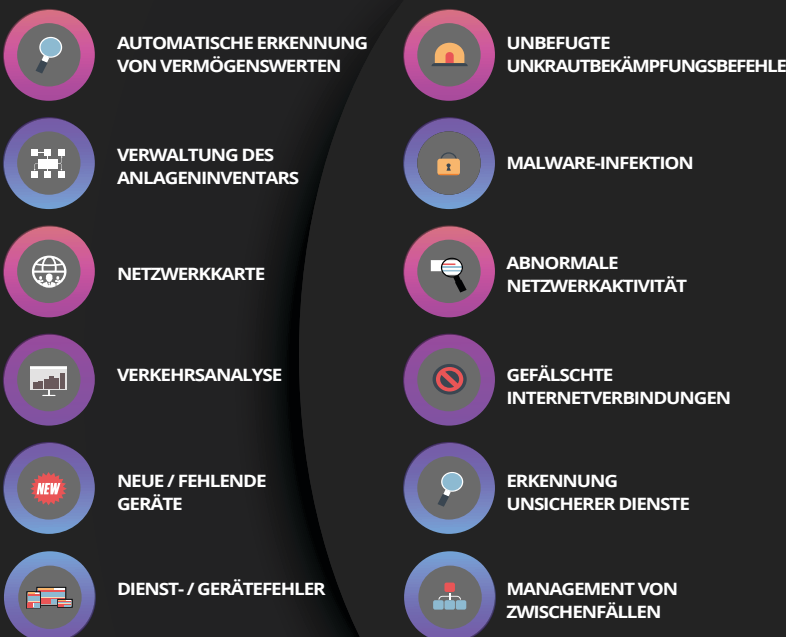 AUTOMATISCHE ERKENNUNG
VON VERMÖGENSWERTEN
VERWALTUNG DES
ANLAGENINVENTARS
NETZWERKKARTE
VERKEHRSANALYSE
NEW
NEUE / FEHLENDE
GERÄTE
DIENST- / GERÄTEFEHLER
UNBEFUGTE
UNKRAUTBEKÄMPFUNGSBEFEHLE
MALWARE-INFEKTION
ABNORMALE
NETZWERKAKTIVITÄT
GEFÄLSCHTE
INTERNETVERBINDUNGEN
ERKENNUNG
UNSICHERER DIENSTE
MANAGEMENT VON
ZWISCHENFÄLLEN